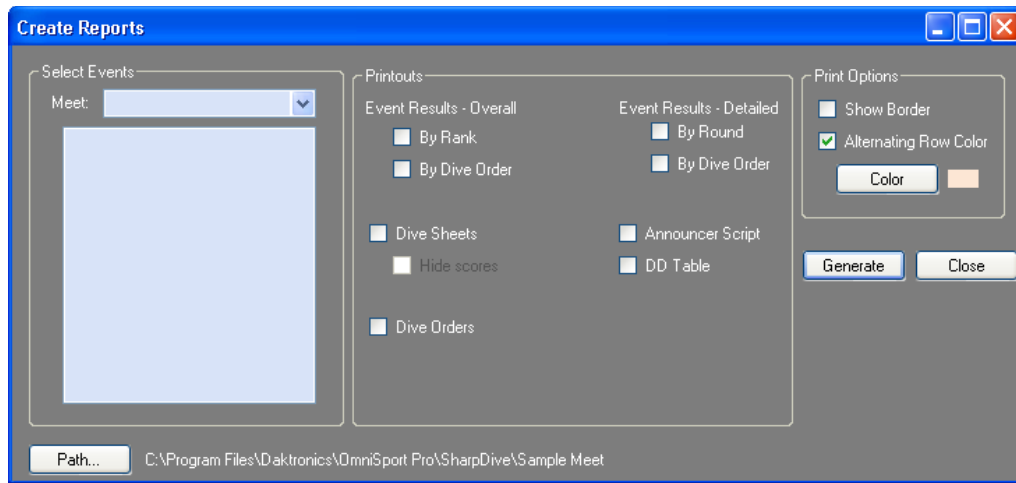 Create Reports
Select Events
Meet:
Printouts
Event Results - Overall
By Rank
By Dive Order
Event Results - Detailed
By Round
By Dive Order
Dive Sheets
Hide scores
Announcer Script
DD Table
Dive Orders
Print Options
Show Border
Alternating Row Color
Color
Generate
Close
Path...
C:\Program Files\Daktronics\OmniSport Pro\SharpDive\Sample Meet